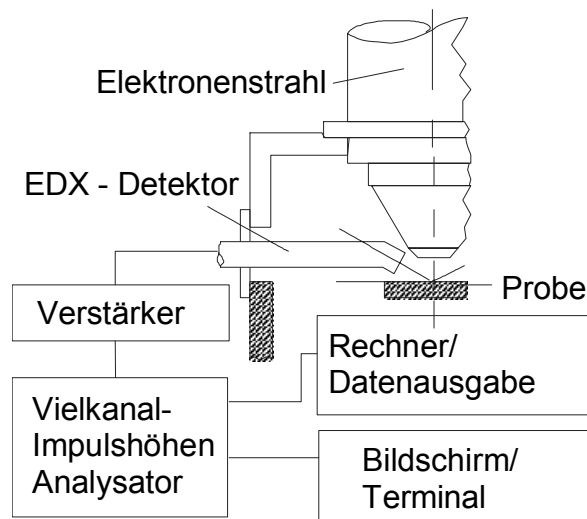 Elektronenstrahl
EDX - Detektor
Probe
Verstärker
Rechner/
Datenausgabe
Vielkanal-
Impulshöhen
Analysator
Bildschirm/
Terminal